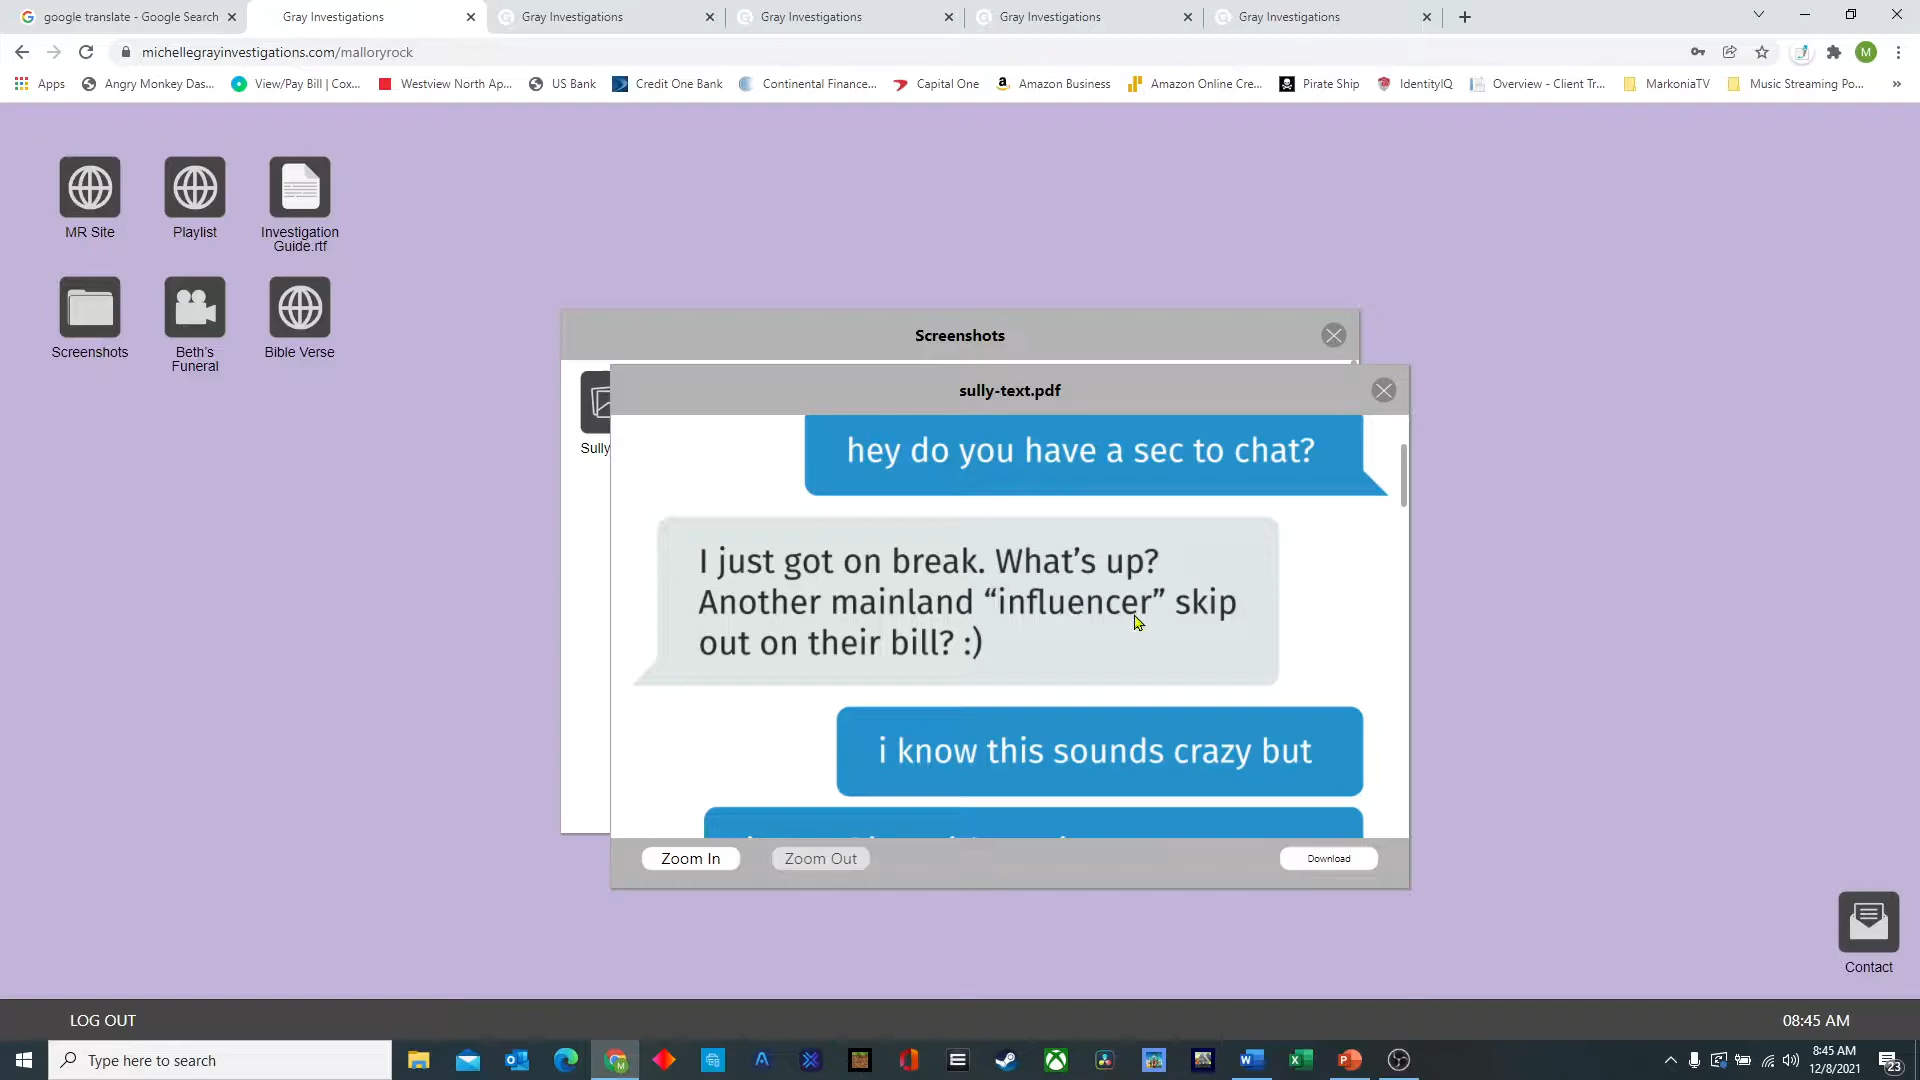 google translate - Google Search
Gray Investigations
Gray Investigations
Gray Investigations
Gray Investigations
Gray Investigations
michellegrayinvestigations.com/malloryrock
M
Apps
Angry Monkey Das...
View/Pay Bill | Cox...
Westview North Ap...
US Bank
Credit One Bank
Continental Finance...
Capital One
Amazon Business
Amazon Online Cre...
Pirate Ship
IdentityIQ
Overview - Client Tr...
MarkoniaTV
Music Streaming Po...
»
MR Site
Playlist
Investigation
Guide.rtf
Screenshots
Beth's
Funeral
Bible Verse
Screenshots
Sully
sully-text.pdf
hey do you have a sec to chat?
I just got on break. What’s up?
Another mainland “influencer” skip
out on their bill? :)
i know this sounds crazy but
Zoom In
Zoom Out
Download
Contact
LOG OUT
08:45 AM
Type here to search
8:45 AM
12/8/2021
23